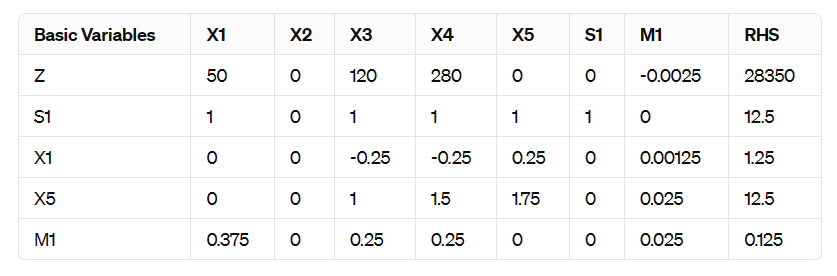 Basic Variables X1 X2 X3 X4 X5 S1 M1 RHS
Z 50 0 120 280 0 0 -0.0025 28350
S1 1 0 1 1 1 1 0 12.5
X1 0 0 -0.25 -0.25 0.25 0 0.00125 1.25
X5 0 0 1 1.5 1.75 0 0.025 12.5
M1 0.375 0 0.25 0.25 0 0 0.025 0.125